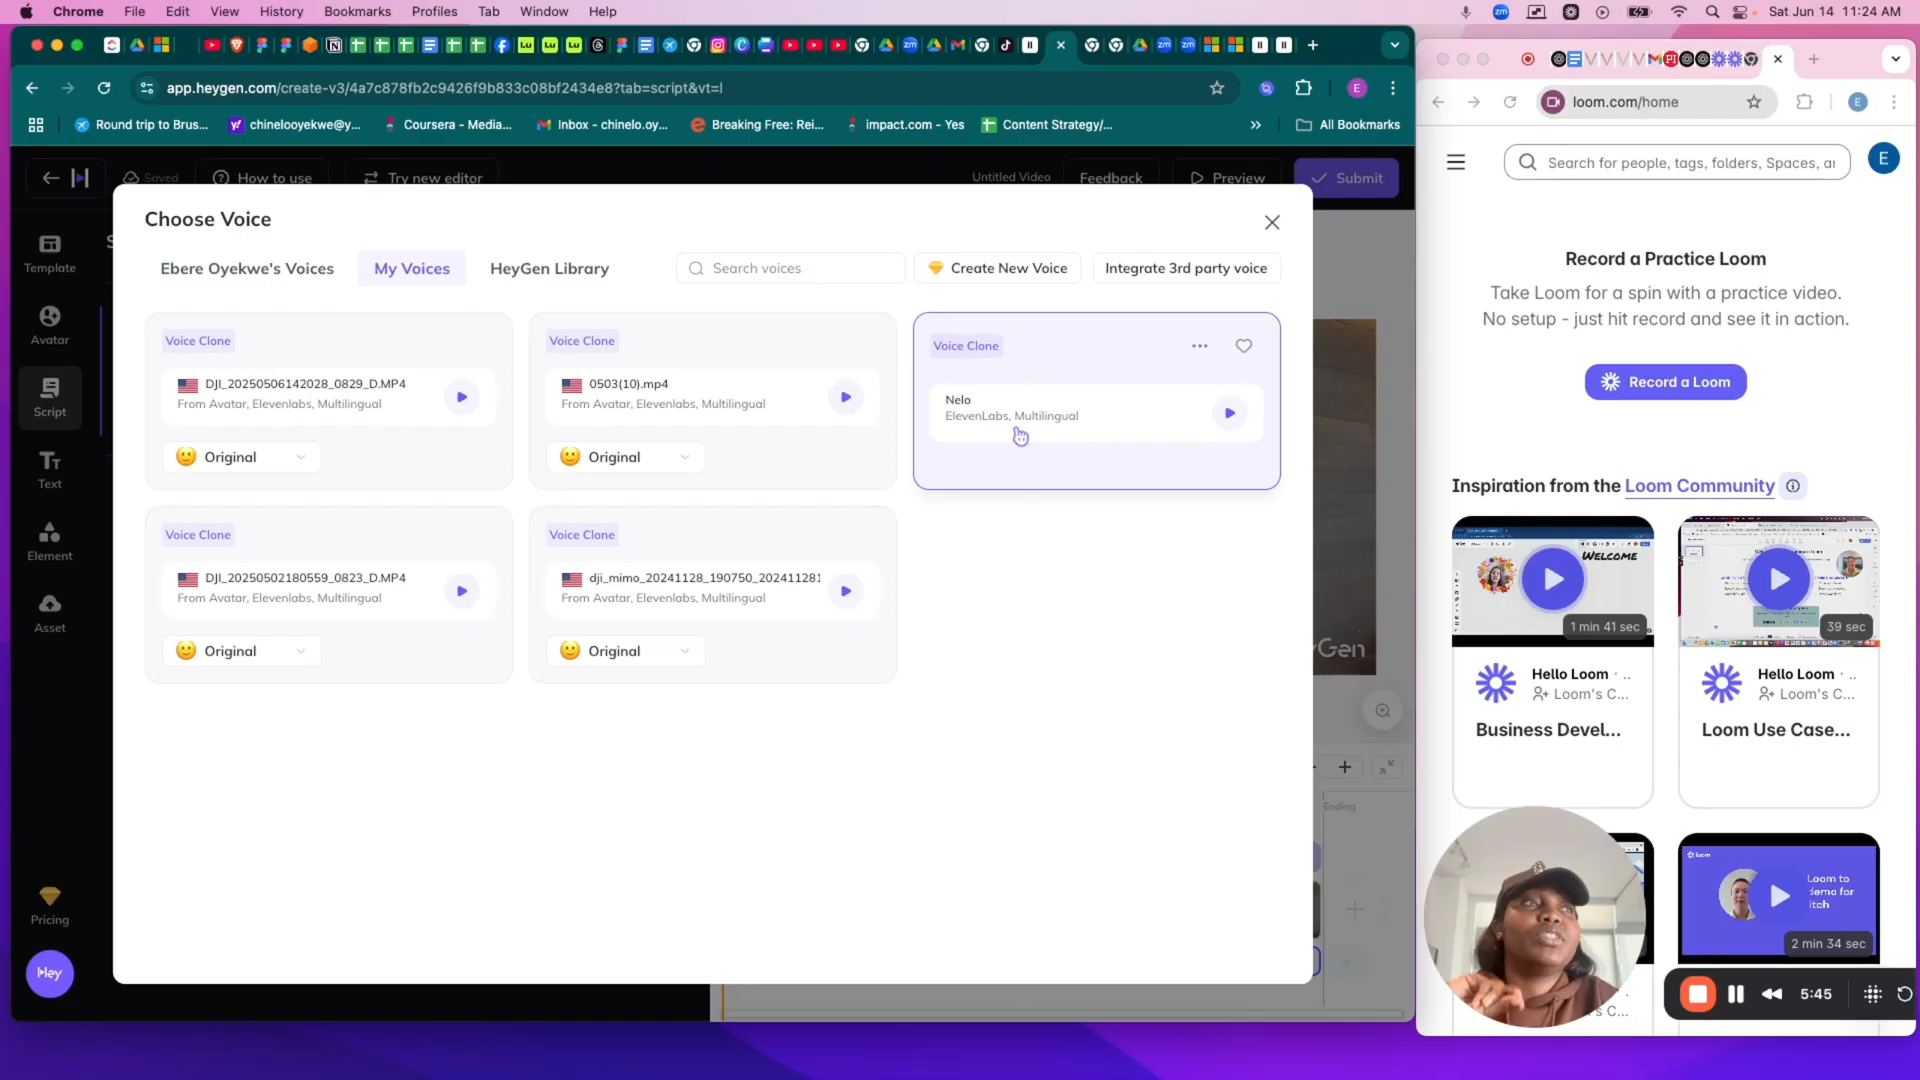 Chrome File Edit View History Bookmarks Profiles Tab Window Help
Sat Jun 14 11:24 AM
app.heygen.com/create-v3/4a7c878fb2c9426f9b833c08bf2434e8?tab=script&vt=l
Round trip to Brus... chinelooyekwe@y... Coursera - Media... Inbox - chinelo.oy... Breaking Free: Rei... impact.com - Yes Content Strategy/... » All Bookmarks
Saved How to use Try new editor Untitled Video Feedback Preview Submit
Template
Avatar
Script
Text
Element
Asset
Pricing
Hey
Choose Voice
Ebere Oyekwe's Voices My Voices HeyGen Library Search voices Create New Voice Integrate 3rd party voice
Voice Clone
DJI_20250506142028_0829_D.MP4
From Avatar, Elevenlabs, Multilingual
Original
Voice Clone
0503(10).mp4
From Avatar, Elevenlabs, Multilingual
Original
Voice Clone
Nelo
ElevenLabs, Multilingual
Voice Clone
DJI_20250502180559_0823_D.MP4
From Avatar, Elevenlabs, Multilingual
Original
Voice Clone
dji_mimo_20241128_190750_202411281
From Avatar, Elevenlabs, Multilingual
Original
Gen
Ending
loom.com/home
E
Search for people, tags, folders, Spaces, ar
E
Record a Practice Loom
Take Loom for a spin with a practice video.
No setup - just hit record and see it in action.
Record a Loom
Inspiration from the Loom Community
WELCOME
1 min 41 sec
39 sec
Hello Loom · ..
Loom's C...
Business Devel...
Hello Loom · ..
Loom's C...
Loom Use Case...
loom
Loom to
demo for
itch
2 min 34 sec
's C...
5:45